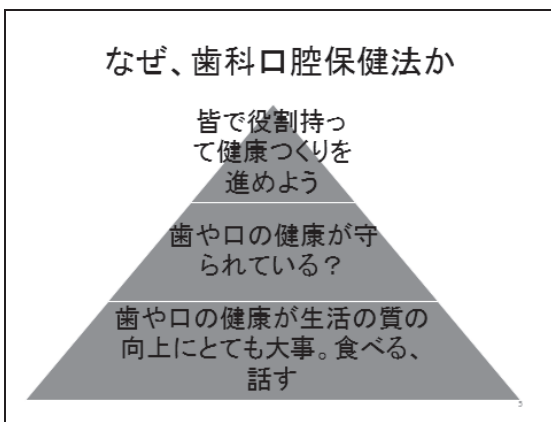 なぜ、歯科口腔保健法か
皆で役割持っ
て健康つくりを
進めよう
歯や口の健康が守
られている？
歯や口の健康が生活の質の
向上にとても大事。食べる、
話す